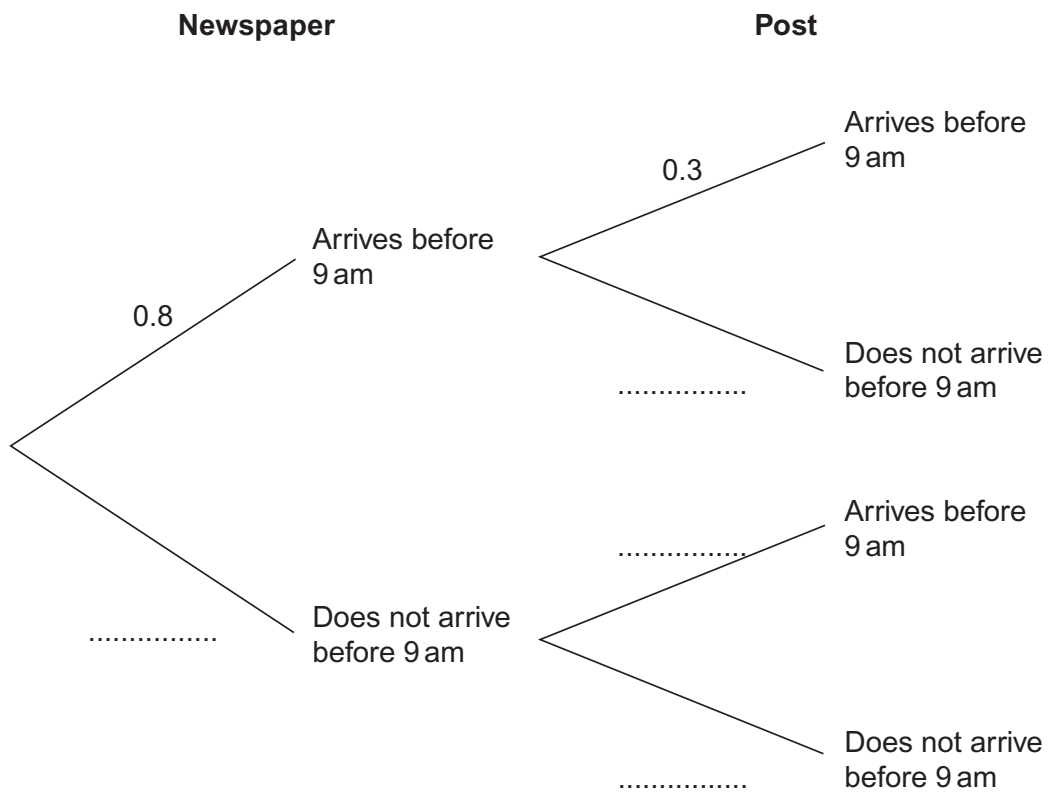 Newspaper
Post
Arrives before
9 am
0.3
Arrives before
9 am
0.8
Does not arrive
before 9 am
................
Arrives before
9 am
................
Does not arrive
before 9 am
................
Does not arrive
before 9 am
................